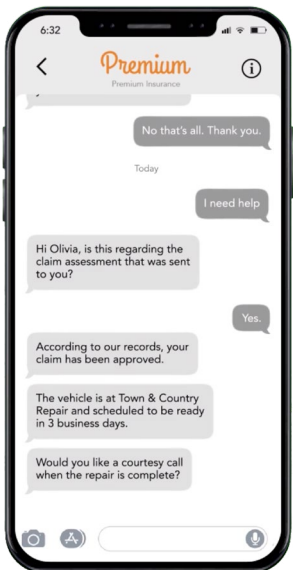 6:32
Premium
Premium Insurance
No that's all. Thank you.
Today
I need help
Hi Olivia, is this regarding the
claim assessment that was sent
to you?
Yes.
According to our records, your
claim has been approved.
The vehicle is at Town & Country
Repair and scheduled to be ready
in 3 business days.
Would you like a courtesy call
when the repair is complete?